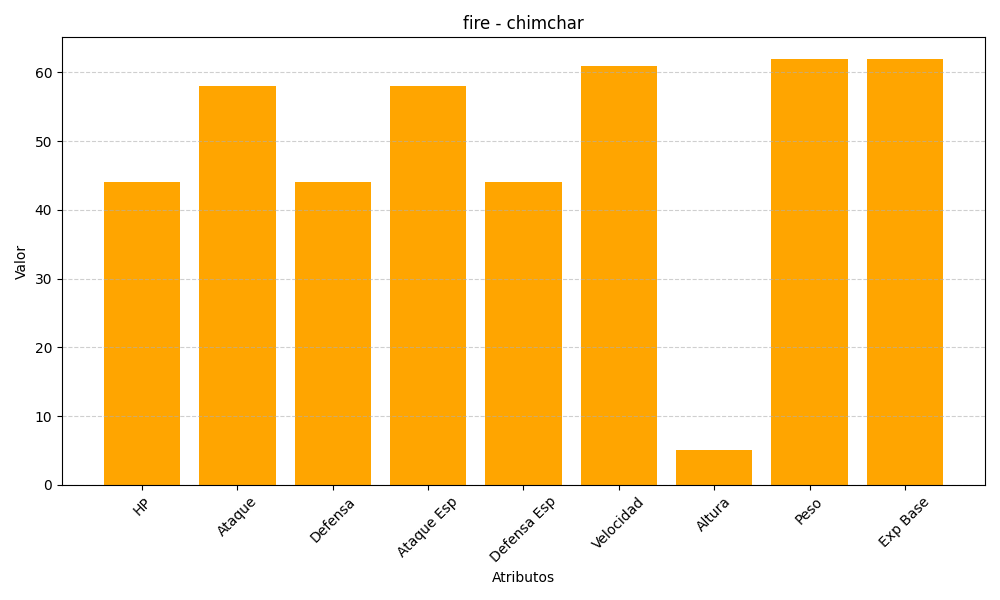 fire - chimchar
Valor
60
50
40
30
20
10
0
HP
Ataque
Defensa
Ataque Esp
Defensa Esp
Velocidad
Altura
Peso
Exp Base
Atributos